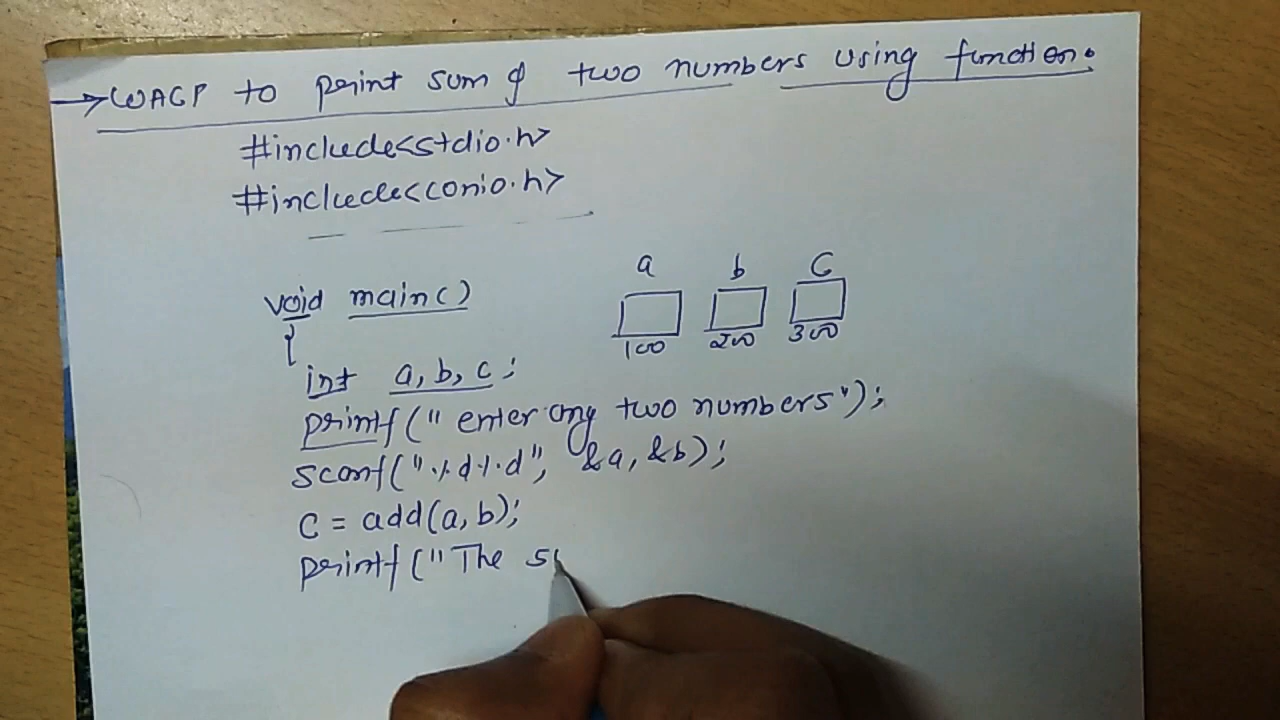 →WACP to print sum of two numbers using function.
#include<stdio.h>
#include<conio.h>
void main()
{
a b C
100 200 300
int a, b, c;
printf(" enter any two numbers");
scanf("%d%d", &a, &b);
C = add(a, b);
printf("The s